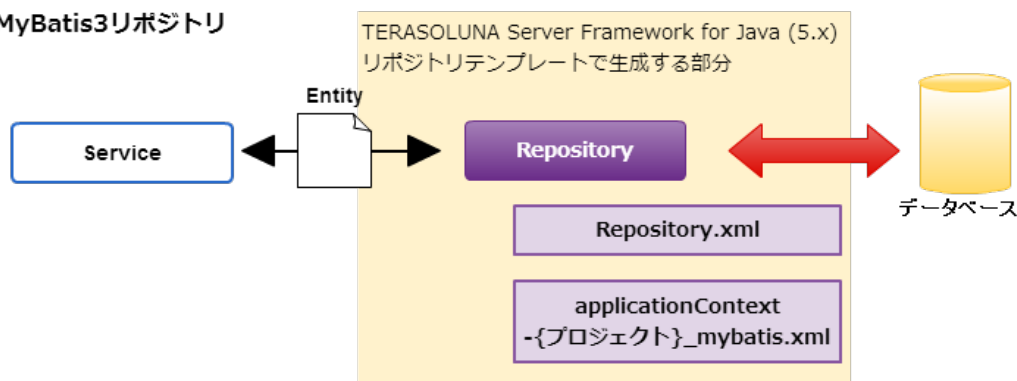 MyBatis3リポジトリ
TERASOLUNA Server Framework for Java (5.x)
リポジトリテンプレートで生成する部分
Entity
Service
Repository
データベース
Repository.xml
applicationContext
-{プロジェクト}_mybatis.xml